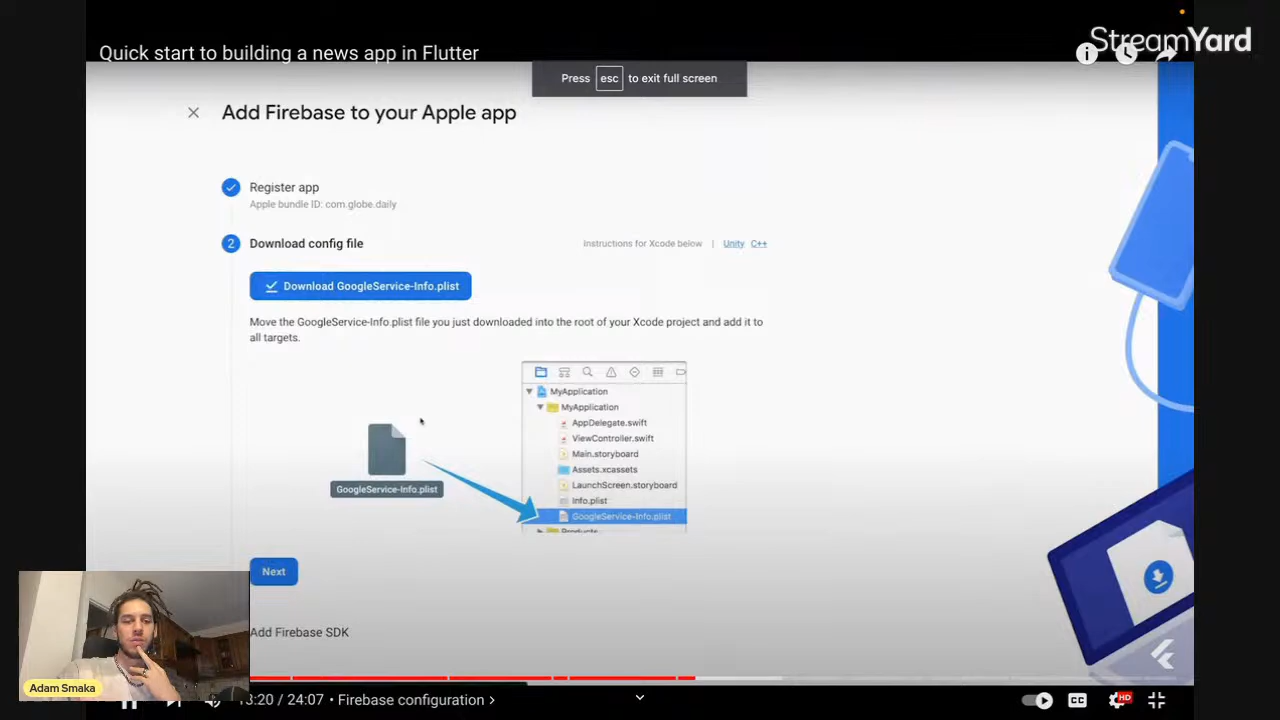 StreamYard
Quick start to building a news app in Flutter
Press esc to exit full screen
Add Firebase to your Apple app
Register app
Apple bundle ID: com.globe.daily
2 Download config file
Instructions for Xcode below | Unity C++
Download GoogleService-Info.plist
Move the GoogleService-Info.plist file you just downloaded into the root of your Xcode project and add it to
all targets.
MyApplication
MyApplication
AppDelegate.swift
ViewController.swift
Main.storyboard
Assets.xcassets
LaunchScreen.storyboard
Info.plist
GoogleService-Info.plist
Products
GoogleService-Info.plist
Next
Add Firebase SDK
Adam Smaka
:20 / 24:07 • Firebase configuration
CC
HD